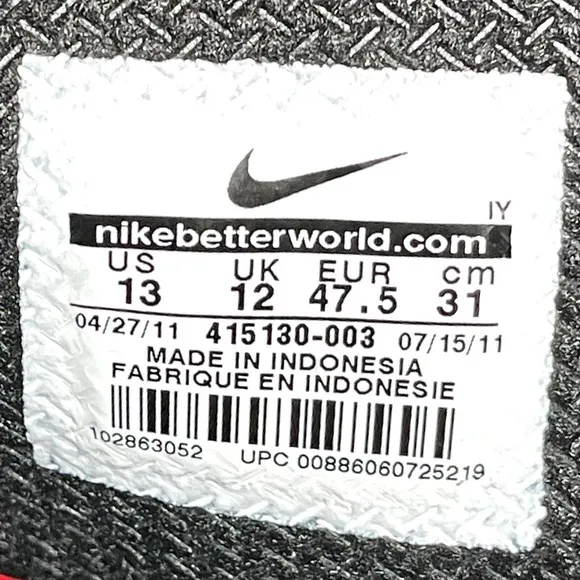 IY
nikebetterworld.com
US UK EUR cm
13 12 47.5 31
04/27/11 415130-003 07/15/11
MADE IN INDONESIA
FABRIQUE EN INDONESIE
102863052 UPC 00886060725219